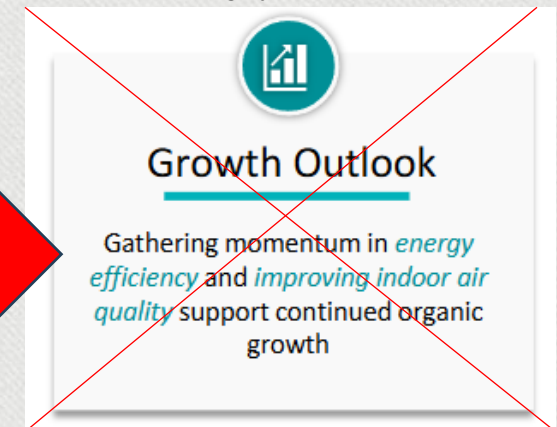 Growth Outlook
Gathering momentum in energy
efficiency and improving indoor air
quality support continued organic
growth